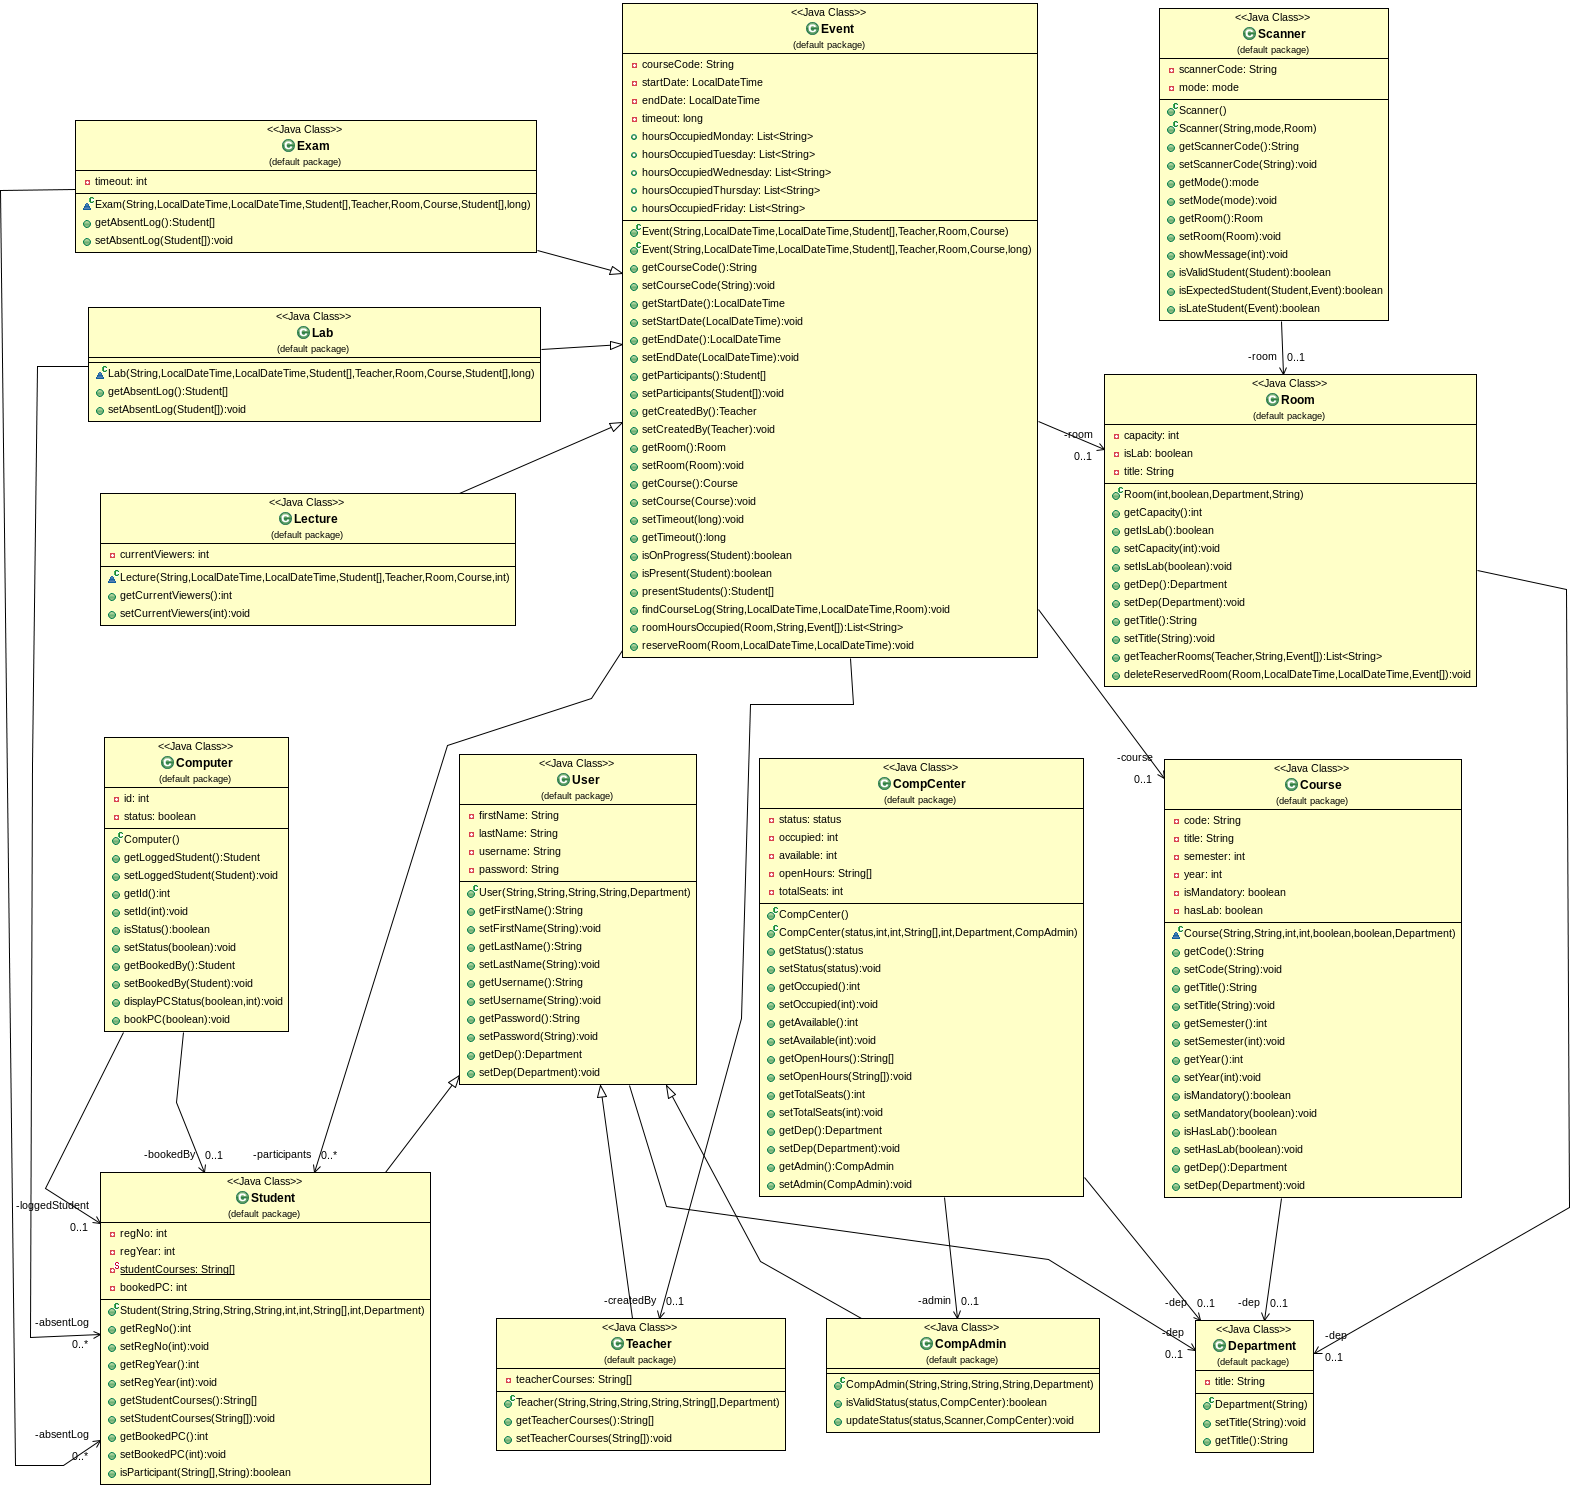 <<Java Class>>
Event
(default package)
courseCode: String
startDate: LocalDateTime
endDate: LocalDateTime
timeout: long
hoursOccupiedMonday: List<String>
hoursOccupiedTuesday: List<String>
hoursOccupiedWednesday: List<String>
hoursOccupiedThursday: List<String>
hoursOccupiedFriday: List<String>
Event(String,LocalDateTime,LocalDateTime,Student[],Teacher,Room,Course)
Event(String,LocalDateTime,LocalDateTime,Student[],Teacher,Room,Course,long)
getCourseCode():String
setCourseCode(String):void
getStartDate():LocalDateTime
setStartDate(LocalDateTime):void
getEndDate():LocalDateTime
setEndDate(LocalDateTime):void
getParticipants():Student[]
setParticipants(Student[]):void
getCreatedBy():Teacher
setCreatedBy(Teacher):void
getRoom():Room
setRoom(Room):void
getCourse():Course
setCourse(Course):void
setTimeout(long):void
getTimeout():long
isOnProgress(Student):boolean
isPresent(Student):boolean
presentStudents():Student[]
findCourseLog(String,LocalDateTime,LocalDateTime,Room):void
roomHoursOccupied(Room,String,Event[]):List<String>
reserveRoom(Room,LocalDateTime,LocalDateTime):void
<<Java Class>>
Scanner
(default package)
scannerCode: String
mode: mode
Scanner()
Scanner(String,mode,Room)
getScannerCode():String
setScannerCode(String):void
getMode():mode
setMode(mode):void
getRoom():Room
setRoom(Room):void
showMessage(int):void
isValidStudent(Student):boolean
isExpectedStudent(Student,Event):boolean
isLateStudent(Event):boolean
<<Java Class>>
Exam
(default package)
timeout: int
Exam(String,LocalDateTime,LocalDateTime,Student[],Teacher,Room,Course,Student[],long)
getAbsentLog():Student[]
setAbsentLog(Student[]):void
<<Java Class>>
Lab
(default package)
Lab(String,LocalDateTime,LocalDateTime,Student[],Teacher,Room,Course,Student[],long)
getAbsentLog():Student[]
setAbsentLog(Student[]):void
-room 0..1
<<Java Class>>
Room
(default package)
capacity: int
isLab: boolean
title: String
Room(int,boolean,Department,String)
getCapacity():int
getIsLab():boolean
setCapacity(int):void
setIsLab(boolean):void
getDep():Department
setDep(Department):void
getTitle():String
setTitle(String):void
getTeacherRooms(Teacher,String,Event[]):List<String>
deleteReservedRoom(Room,LocalDateTime,LocalDateTime,Event[]):void
-room
0..1
<<Java Class>>
Lecture
(default package)
currentViewers: int
Lecture(String,LocalDateTime,LocalDateTime,Student[],Teacher,Room,Course,int)
getCurrentViewers():int
setCurrentViewers(int):void
<<Java Class>>
Computer
(default package)
id: int
status: boolean
Computer()
getLoggedStudent():Student
setLoggedStudent(Student):void
getId():int
setId(int):void
isStatus():boolean
setStatus(boolean):void
getBookedBy():Student
setBookedBy(Student):void
displayPCStatus(boolean,int):void
bookPC(boolean):void
<<Java Class>>
User
(default package)
firstName: String
lastName: String
username: String
password: String
User(String,String,String,String,Department)
getFirstName():String
setFirstName(String):void
getLastName():String
setLastName(String):void
getUsername():String
setUsername(String):void
getPassword():String
setPassword(String):void
getDep():Department
setDep(Department):void
<<Java Class>>
CompCenter
(default package)
status: status
occupied: int
available: int
openHours: String[]
totalSeats: int
CompCenter()
CompCenter(status,int,int,String[],int,Department,CompAdmin)
getStatus():status
setStatus(status):void
getOccupied():int
setOccupied(int):void
getAvailable():int
setAvailable(int):void
getOpenHours():String[]
setOpenHours(String[]):void
getTotalSeats():int
setTotalSeats(int):void
getDep():Department
setDep(Department):void
getAdmin():CompAdmin
setAdmin(CompAdmin):void
-course
0..1
<<Java Class>>
Course
(default package)
code: String
title: String
semester: int
year: int
isMandatory: boolean
hasLab: boolean
Course(String,String,int,int,boolean,boolean,Department)
getCode():String
setCode(String):void
getTitle():String
setTitle(String):void
getSemester():int
setSemester(int):void
getYear():int
setYear(int):void
isMandatory():boolean
setMandatory(boolean):void
isHasLab():boolean
setHasLab(boolean):void
getDep():Department
setDep(Department):void
-bookedBy 0..1
-participants 0..*
-loggedStudent
0..1
<<Java Class>>
Student
(default package)
regNo: int
regYear: int
studentCourses: String[]
bookedPC: int
Student(String,String,String,String,int,int,String[],int,Department)
getRegNo():int
setRegNo(int):void
getRegYear():int
setRegYear(int):void
getStudentCourses():String[]
setStudentCourses(String[]):void
getBookedPC():int
setBookedPC(int):void
isParticipant(String[],String):boolean
-absentLog
0..*
-absentLog
0..*
-createdBy 0..1
<<Java Class>>
Teacher
(default package)
teacherCourses: String[]
Teacher(String,String,String,String,String[],Department)
getTeacherCourses():String[]
setTeacherCourses(String[]):void
-admin 0..1
<<Java Class>>
CompAdmin
(default package)
CompAdmin(String,String,String,String,Department)
isValidStatus(status,CompCenter):boolean
updateStatus(status,Scanner,CompCenter):void
-dep 0..1
-dep 0..1
-dep
0..1
-dep
0..1
<<Java Class>>
Department
(default package)
title: String
Department(String)
setTitle(String):void
getTitle():String